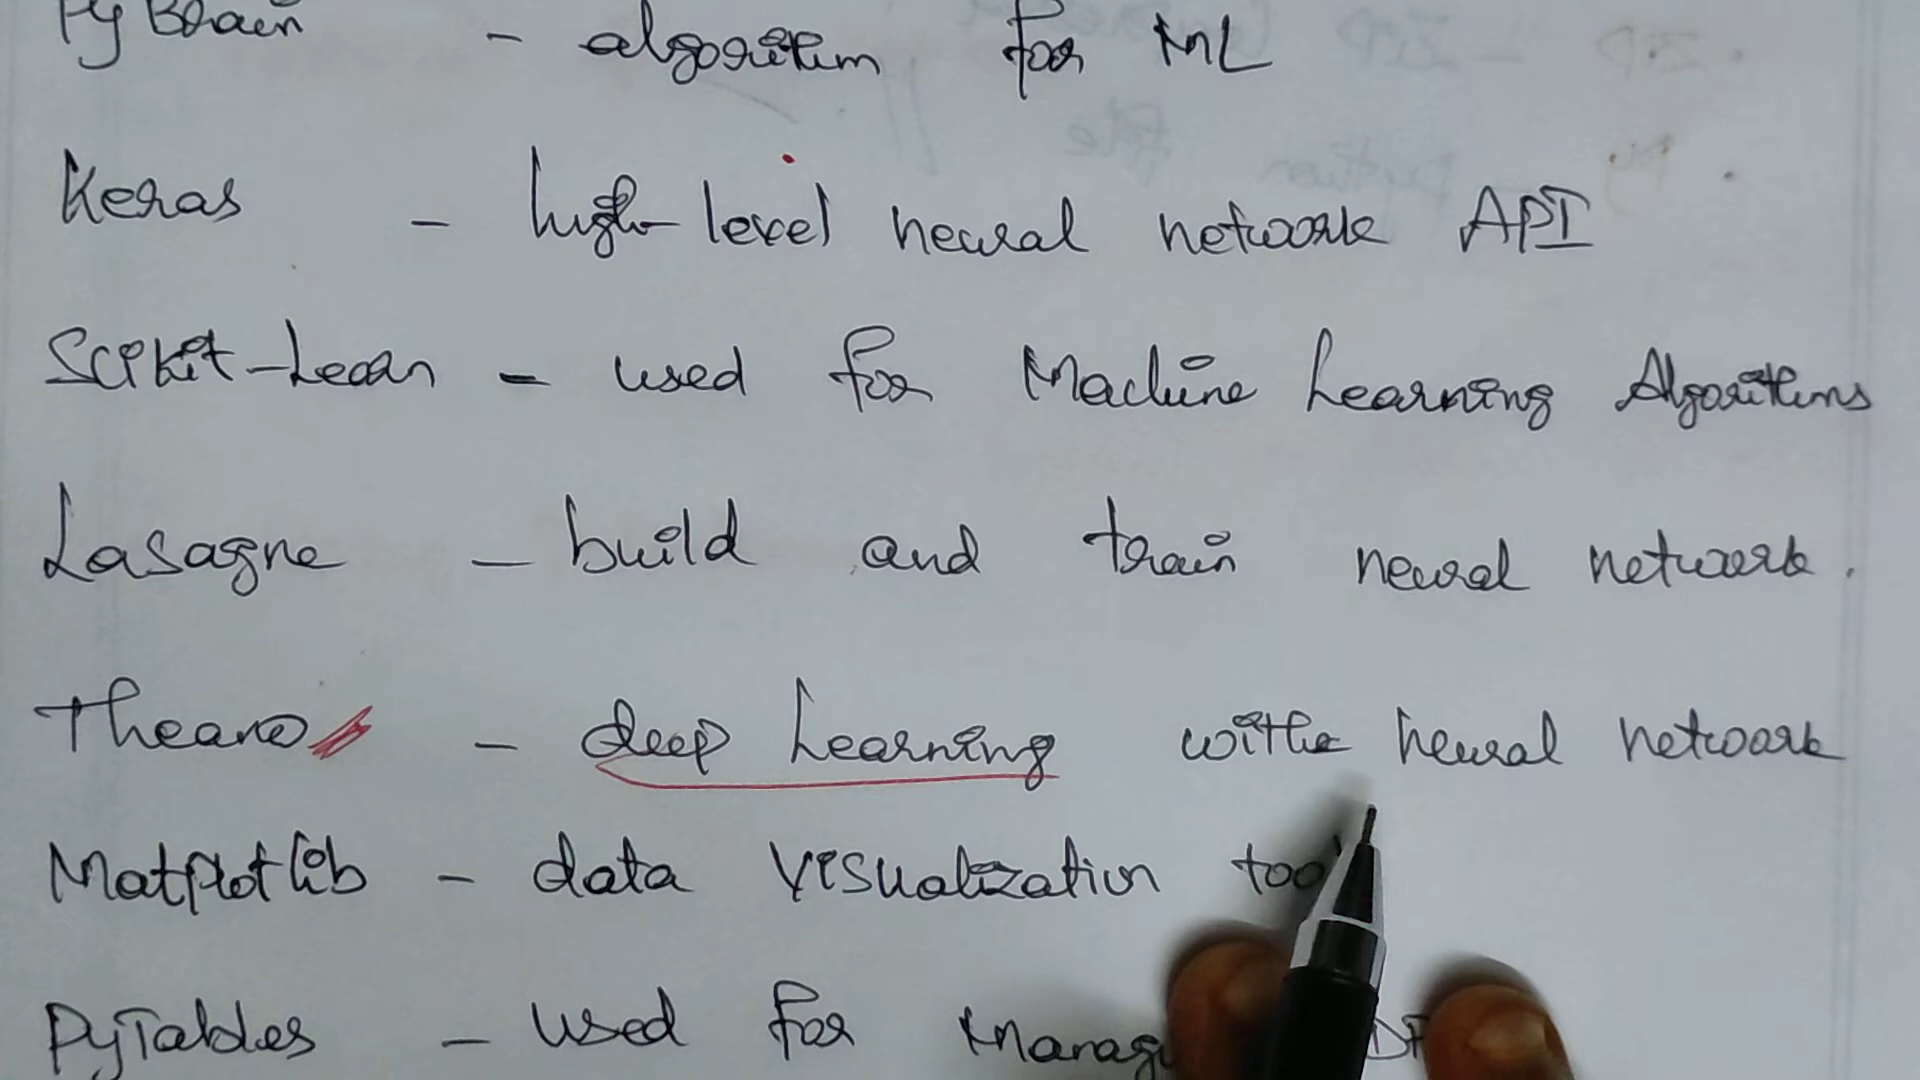 PyBrain - algorithm for ML
Keras - high-level neural network API
Scikit-Learn - used for Machine Learning Algorithms
Lasagne - build and train neural network.
Theano - deep Learning with neural network
Matplotlib - data visualization
PyTables - used for